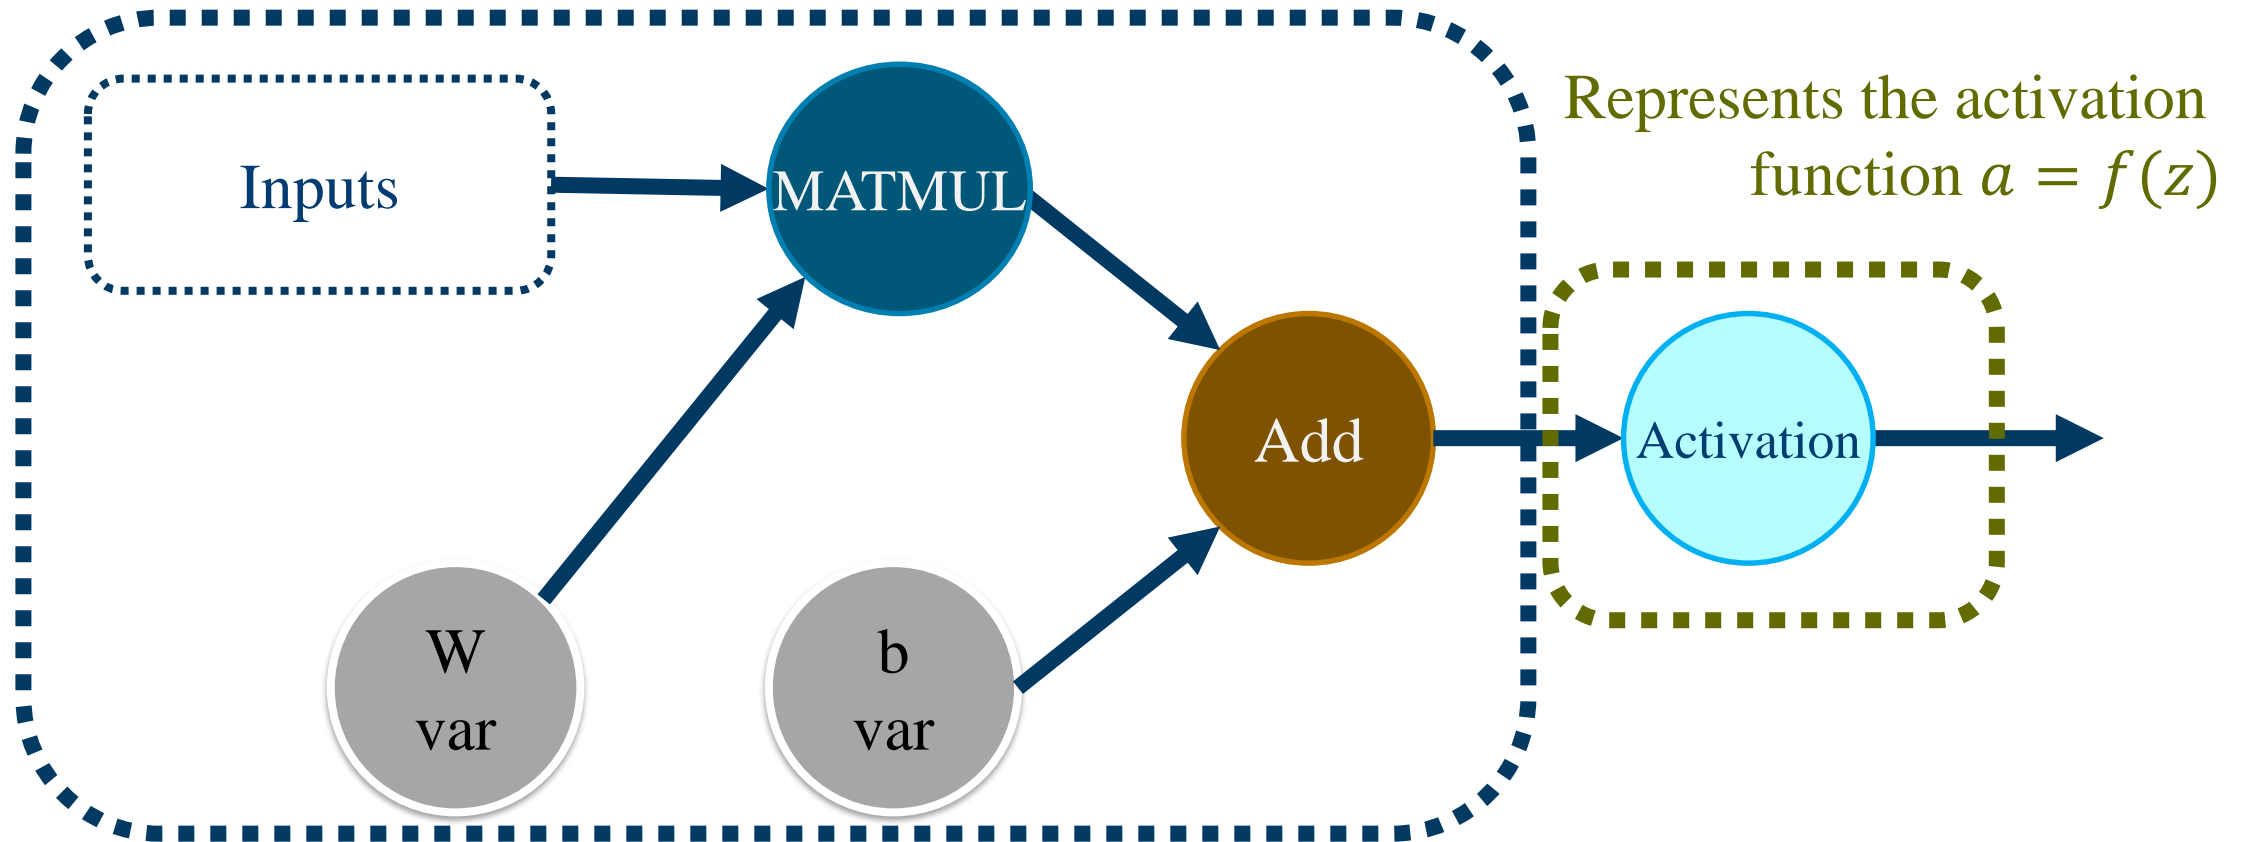 Represents the activation
function 𝑎 = 𝑓(𝑧)
Inputs
MATMUL
Add
Activation
W
var
b
var